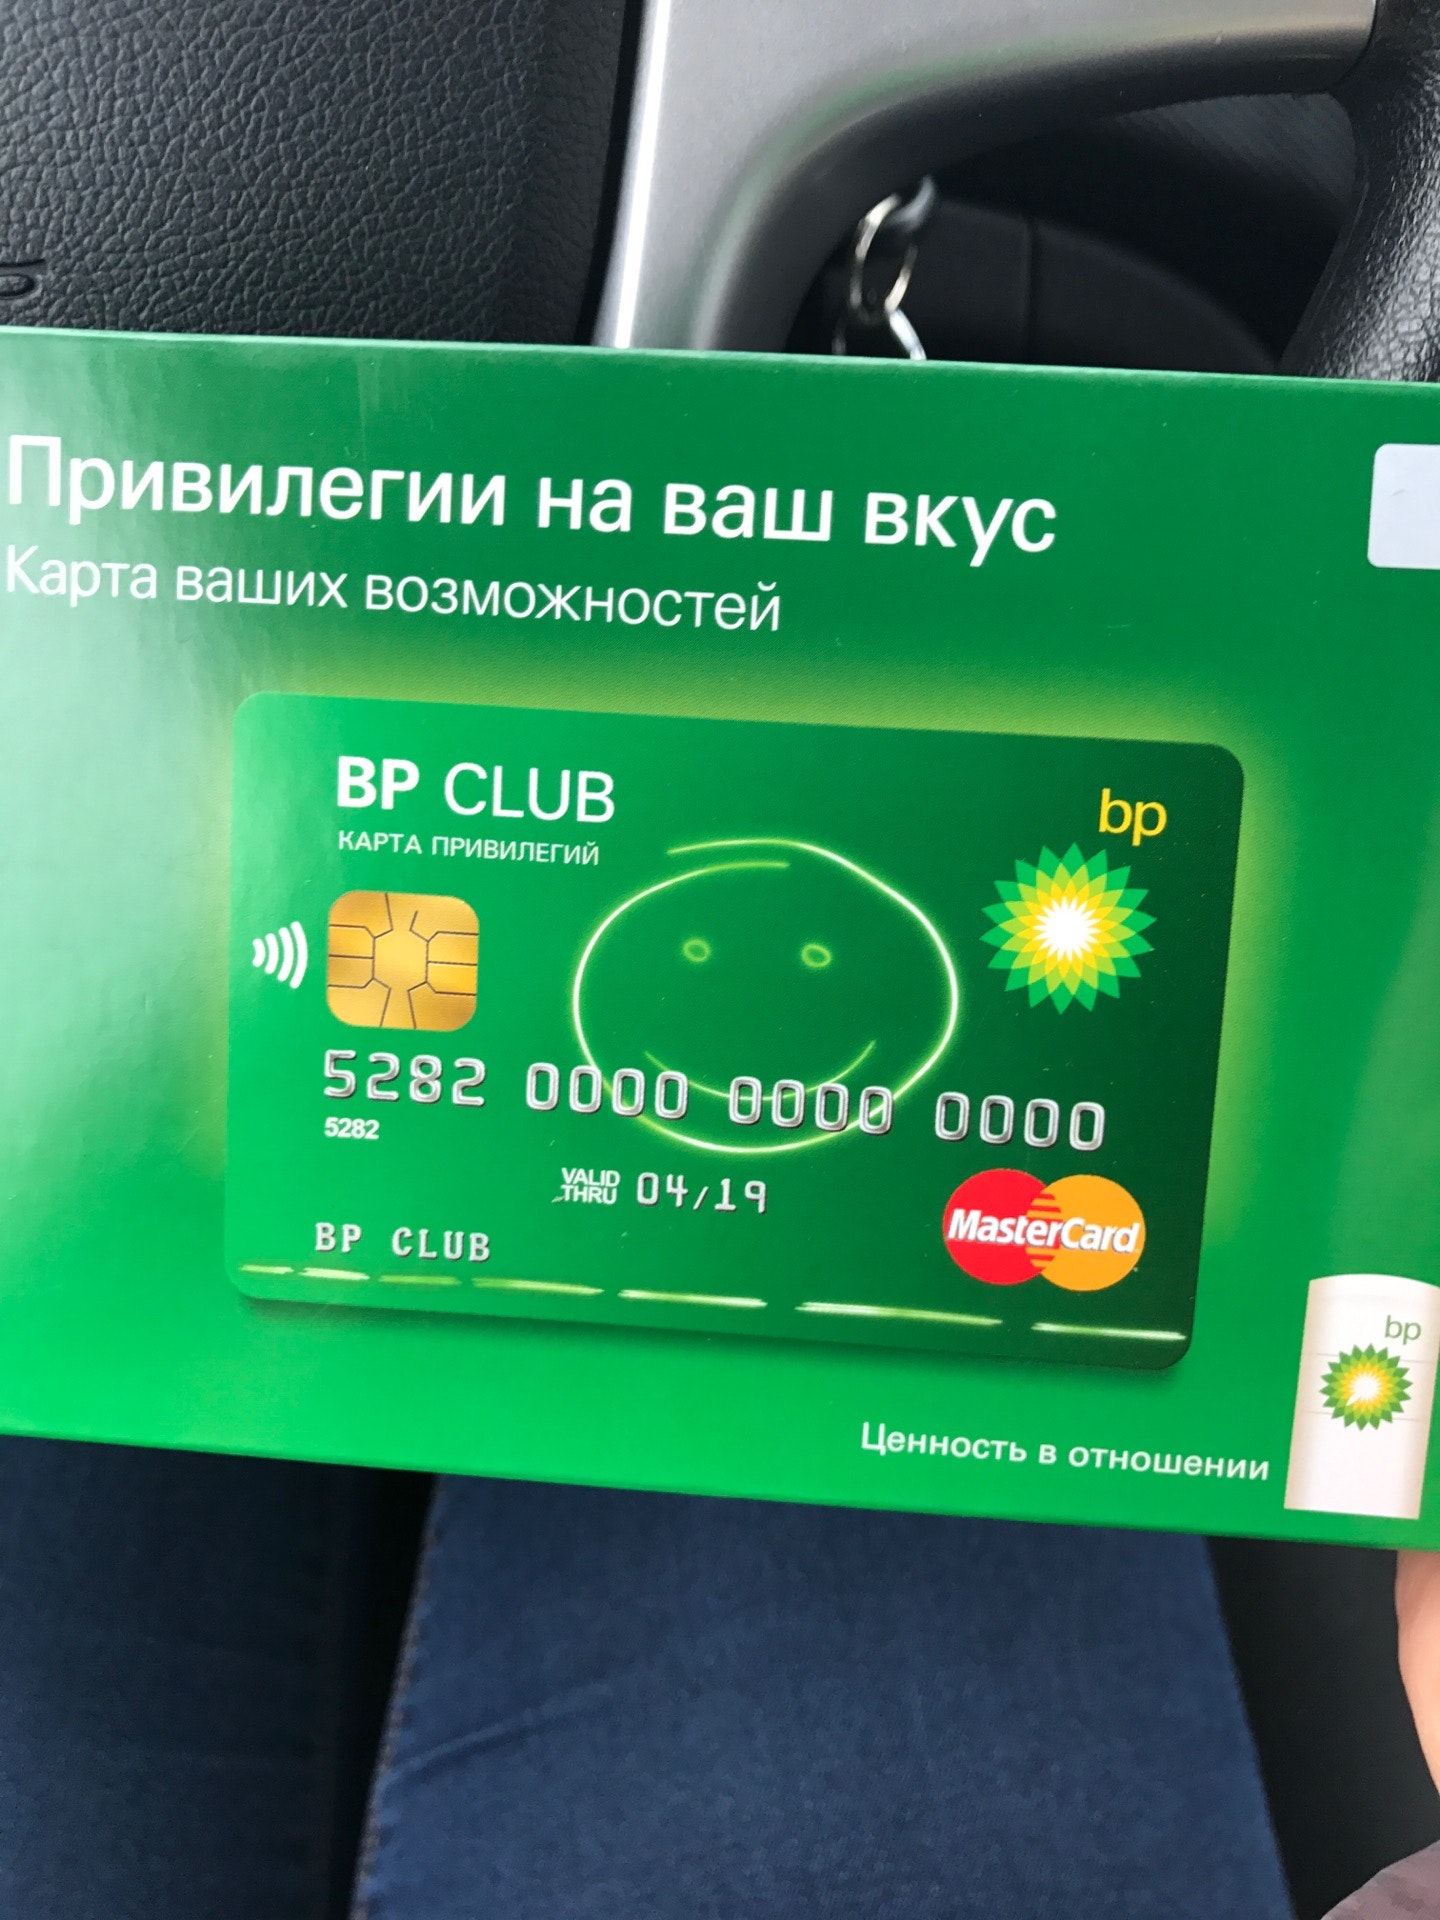 Привилегии на ваш вкус
Карта ваших возможностей
BP CLUB
КАРТА ПРИВИЛЕГИЙ
bp
5282 0000 0000 0000
5282
VALID THRU 04/19
MasterCard
BP CLUB
bp
Ценность в отношении